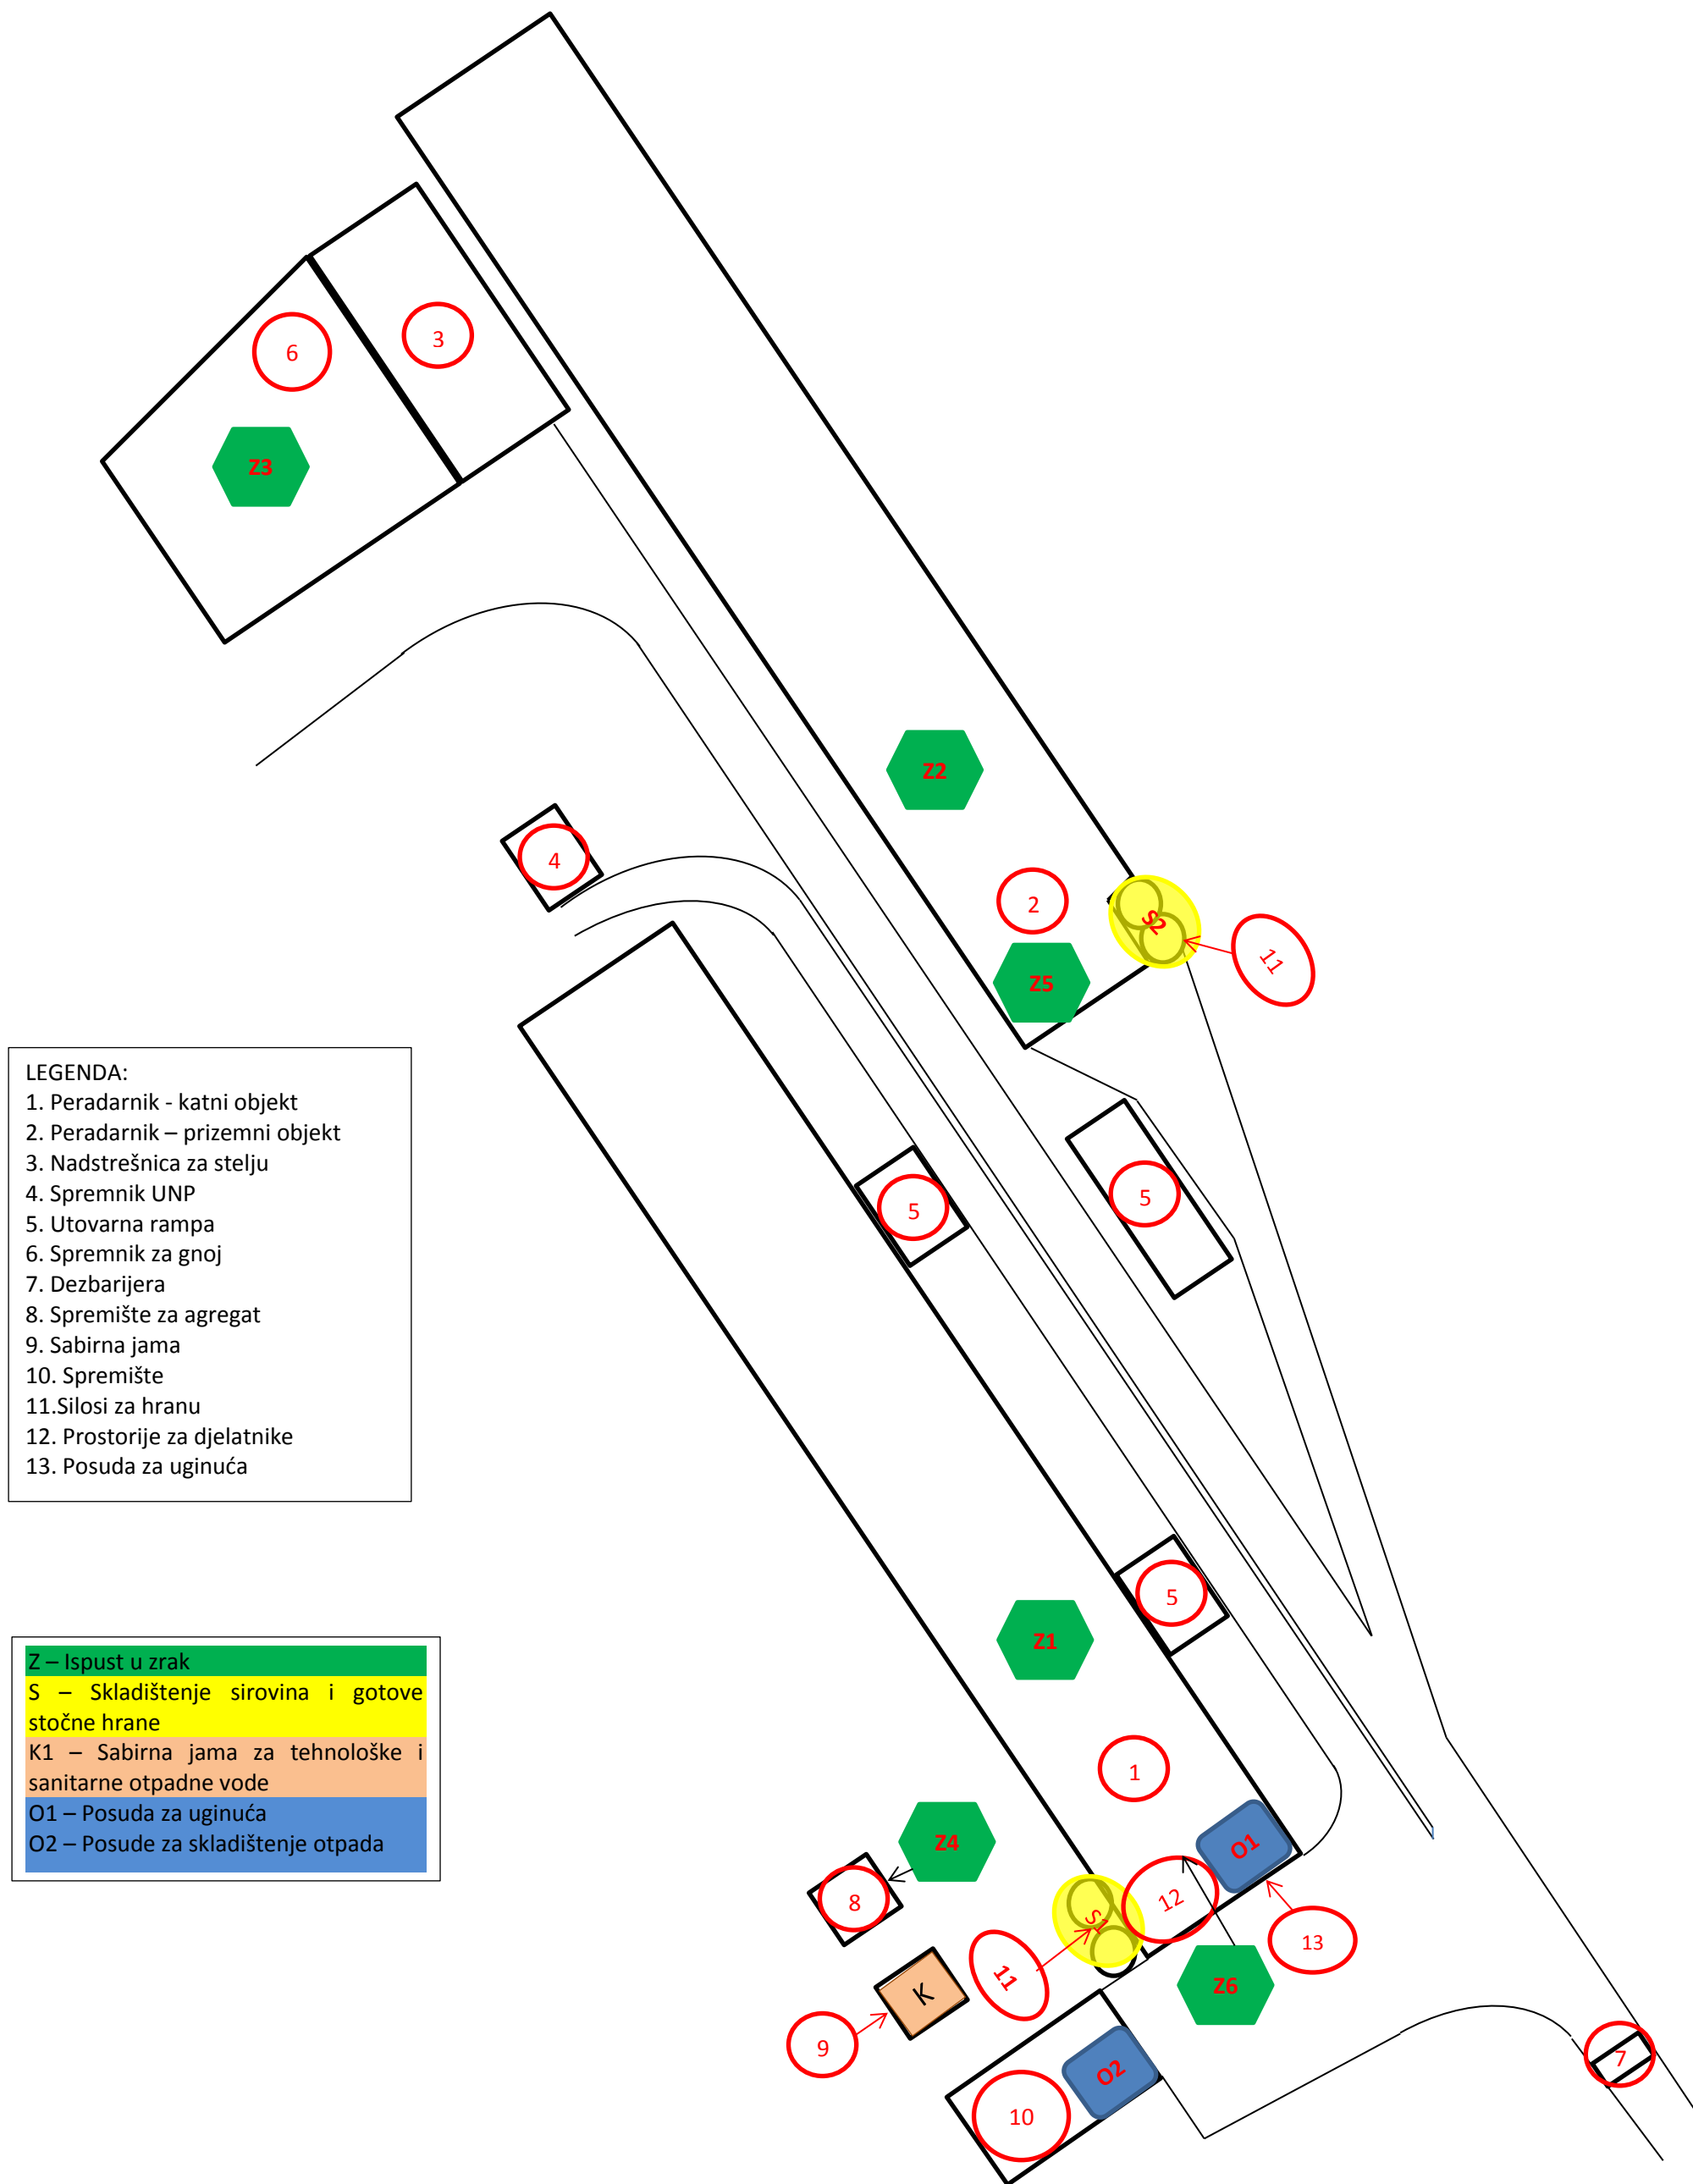 3
6
Z3
Z2
4
2
S2
11
Z5
LEGENDA:
1. Peradarnik - katni objekt
2. Peradarnik – prizemni objekt
3. Nadstrešnica za stelju
4. Spremnik UNP
5. Utovarna rampa
6. Spremnik za gnoj
7. Dezbarijera
8. Spremište za agregat
9. Sabirna jama
10. Spremište
11.Silosi za hranu
12. Prostorije za djelatnike
13. Posuda za uginuća
5
5
5
Z1
Z – Ispust u zrak
S – Skladištenje sirovina i gotove
stočne hrane
K1 – Sabirna jama za tehnološke i
sanitarne otpadne vode
O1 – Posuda za uginuća
O2 – Posude za skladištenje otpada
1
Z4
O1
8
12
S1
13
11
Z6
K
9
7
O2
10